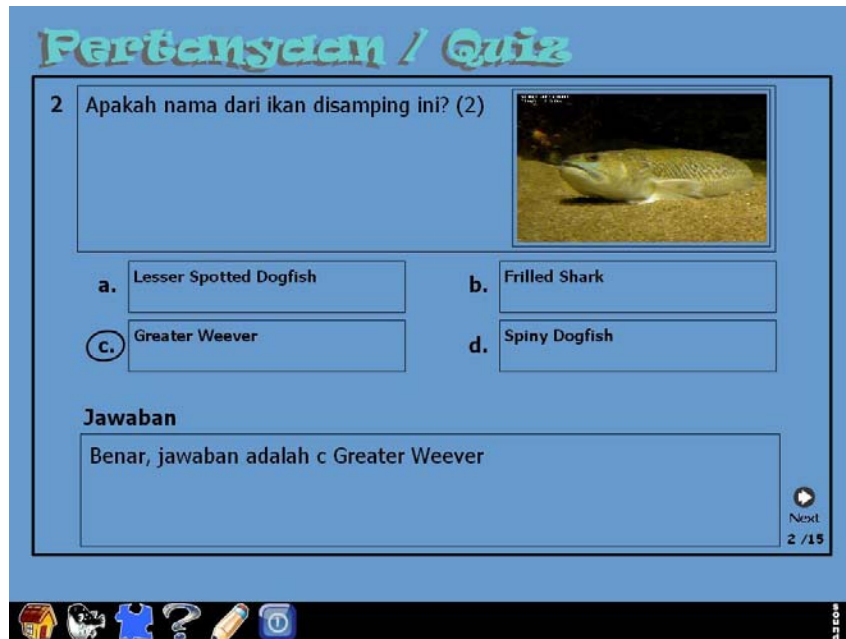 Pertanyaan / Quiz
2 Apakah nama dari ikan disamping ini? (2)
a. Lesser Spotted Dogfish
b. Frilled Shark
c. Greater Weever
d. Spiny Dogfish
Jawaban
Benar, jawaban adalah c Greater Weever
Next
2 /15